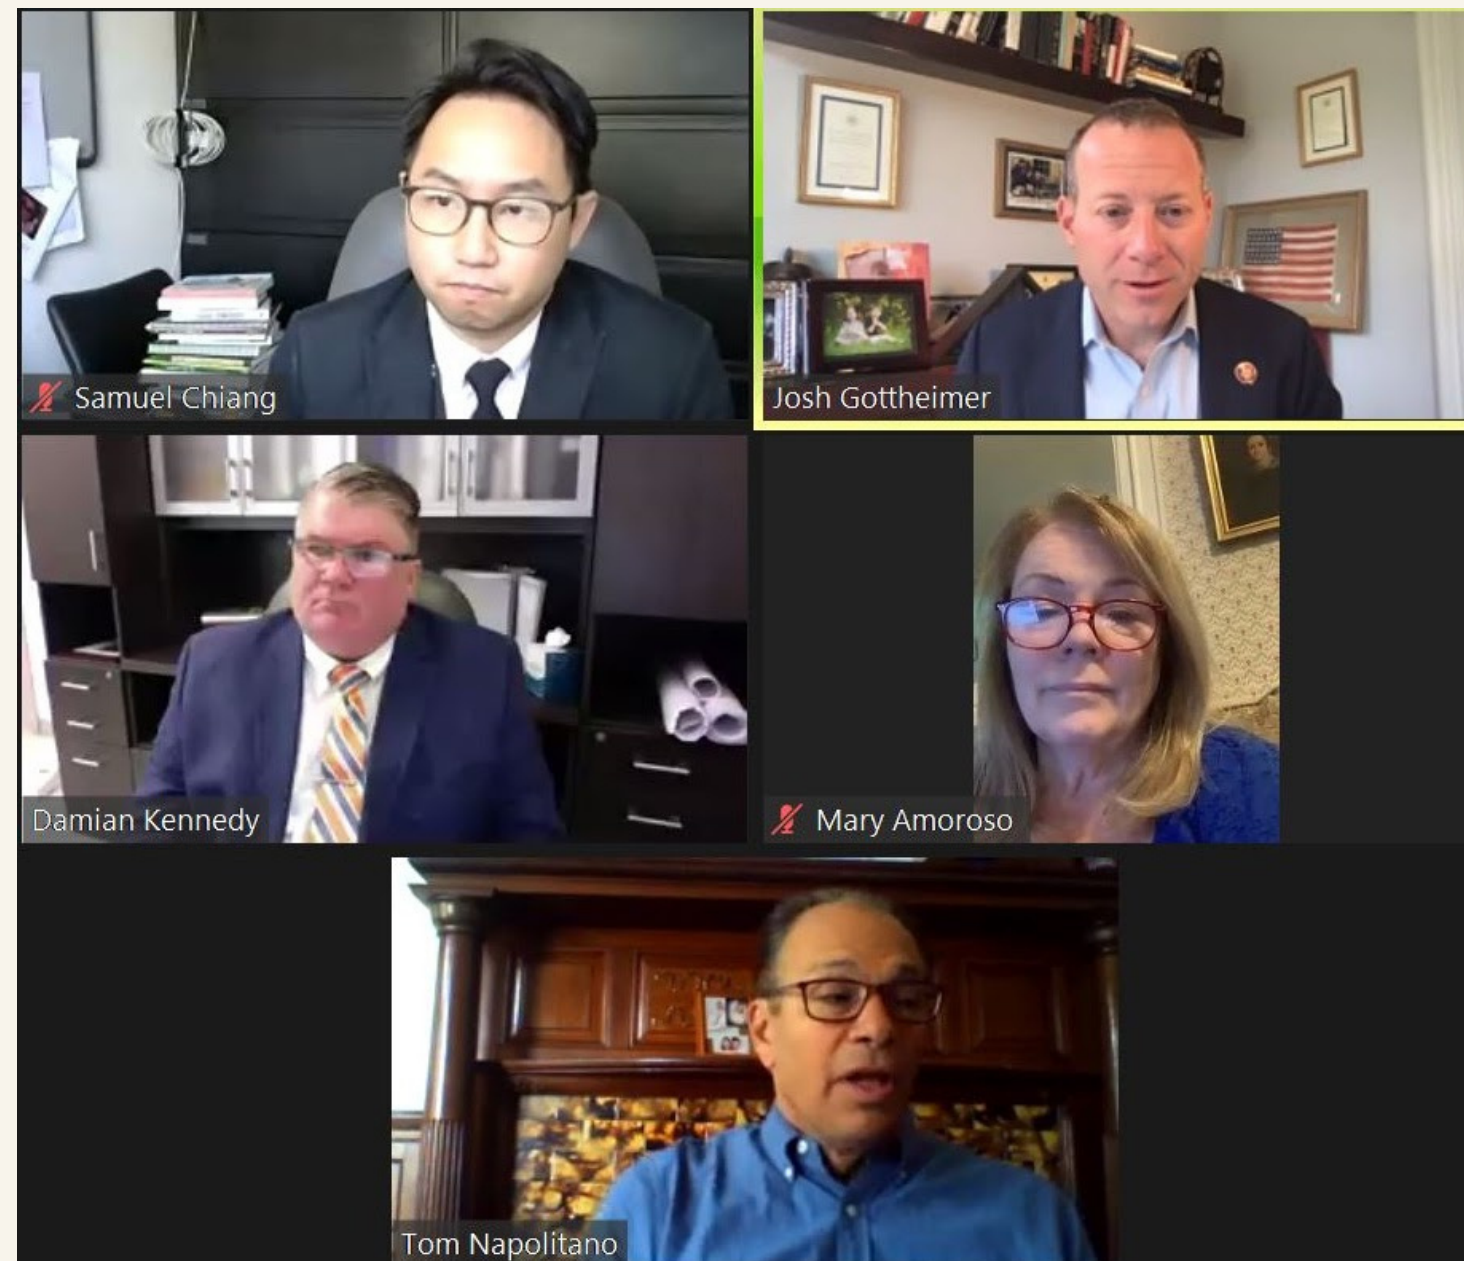 Samuel Chiang
Josh Gottheimer
Damian Kennedy
Mary Amoroso
Tom Napolitano